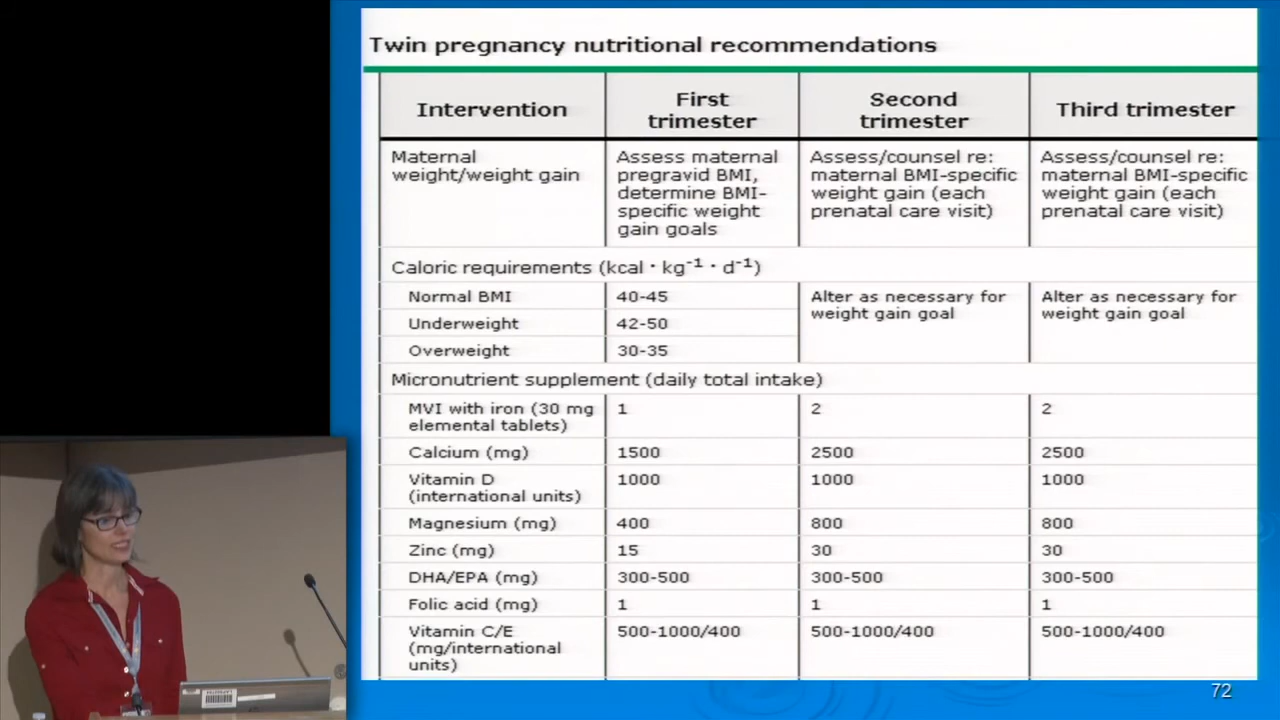 Twin pregnancy nutritional recommendations
Intervention
First
trimester
Second
trimester
Third trimester
Maternal
weight/weight gain
Assess maternal
pregravid BMI,
determine BMI-
specific weight
gain goals
Assess/counsel re:
maternal BMI-specific
weight gain (each
prenatal care visit)
Assess/counsel re:
maternal BMI-specific
weight gain (each
prenatal care visit)
Caloric requirements (kcal · kg⁻¹ · d⁻¹)
Normal BMI
40-45
Alter as necessary for
weight gain goal
Alter as necessary for
weight gain goal
Underweight
42-50
Overweight
30-35
Micronutrient supplement (daily total intake)
MVI with iron (30 mg
elemental tablets)
1
2
2
Calcium (mg)
1500
2500
2500
Vitamin D
(international units)
1000
1000
1000
Magnesium (mg)
400
800
800
Zinc (mg)
15
30
30
DHA/EPA (mg)
300-500
300-500
300-500
Folic acid (mg)
1
1
1
Vitamin C/E
(mg/international
units)
500-1000/400
500-1000/400
500-1000/400
72